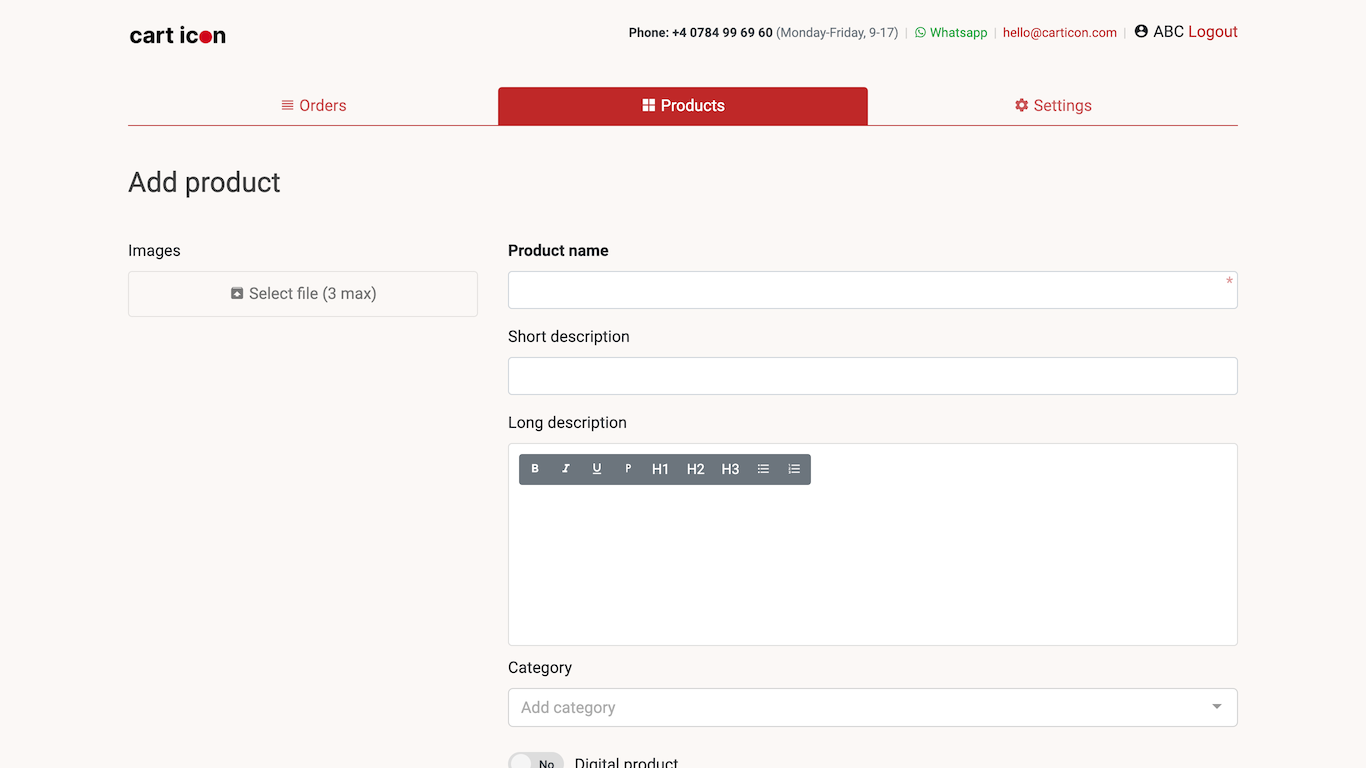 cart icon
Phone: +4 0784 99 69 60 (Monday-Friday, 9-17) | Whatsapp | hello@carticon.com | ABC Logout
Orders
Products
Settings
Add product
Images
Select file (3 max)
Product name
*
Short description
Long description
B I U P H1 H2 H3
Category
Add category
No
Digital product